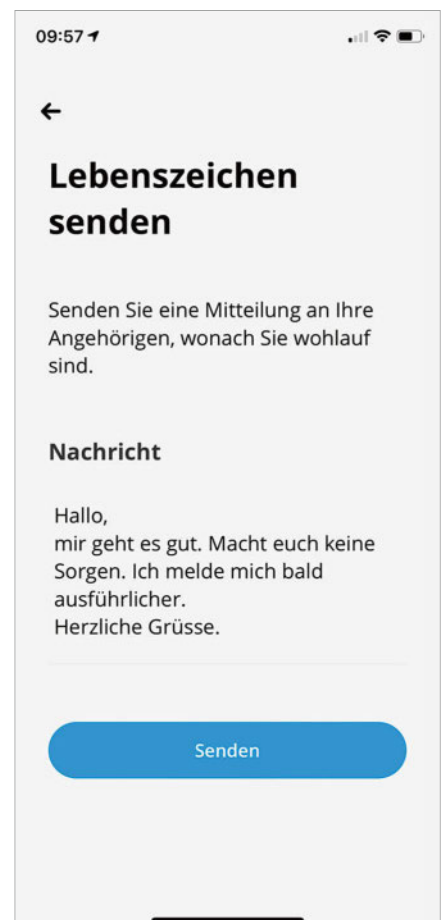 09:57
Lebenszeichen
senden
Senden Sie eine Mitteilung an Ihre
Angehörigen, wonach Sie wohlauf
sind.
Nachricht
Hallo,
mir geht es gut. Macht euch keine
Sorgen. Ich melde mich bald
ausführlicher.
Herzliche Grüsse.
Senden